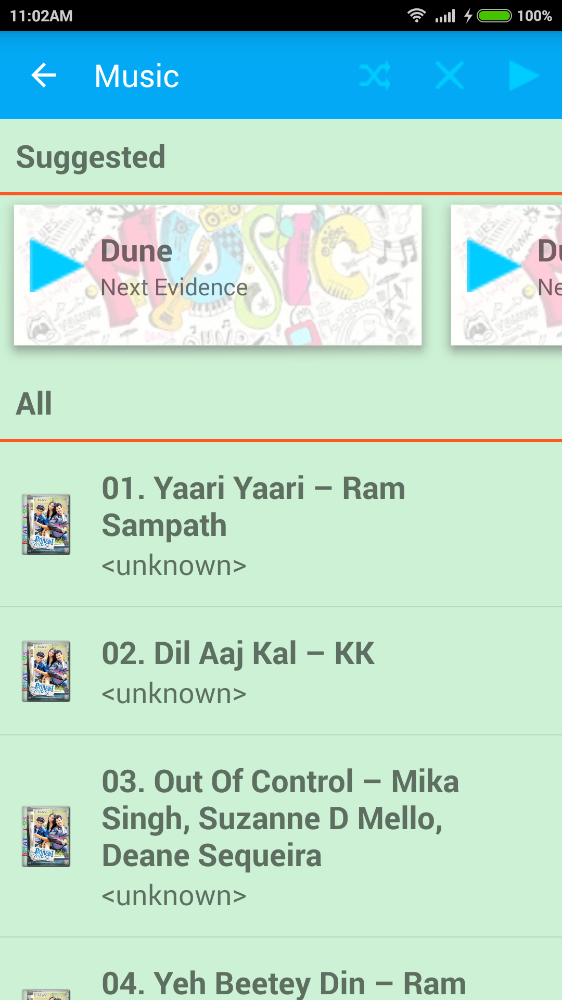 11:02AM
100%
Music
Suggested
Dune
Next Evidence
Du
Ne
All
01. Yaari Yaari – Ram
Sampath
<unknown>
02. Dil Aaj Kal – KK
<unknown>
03. Out Of Control – Mika
Singh, Suzanne D Mello,
Deane Sequeira
<unknown>
04. Yeh Beetey Din – Ram